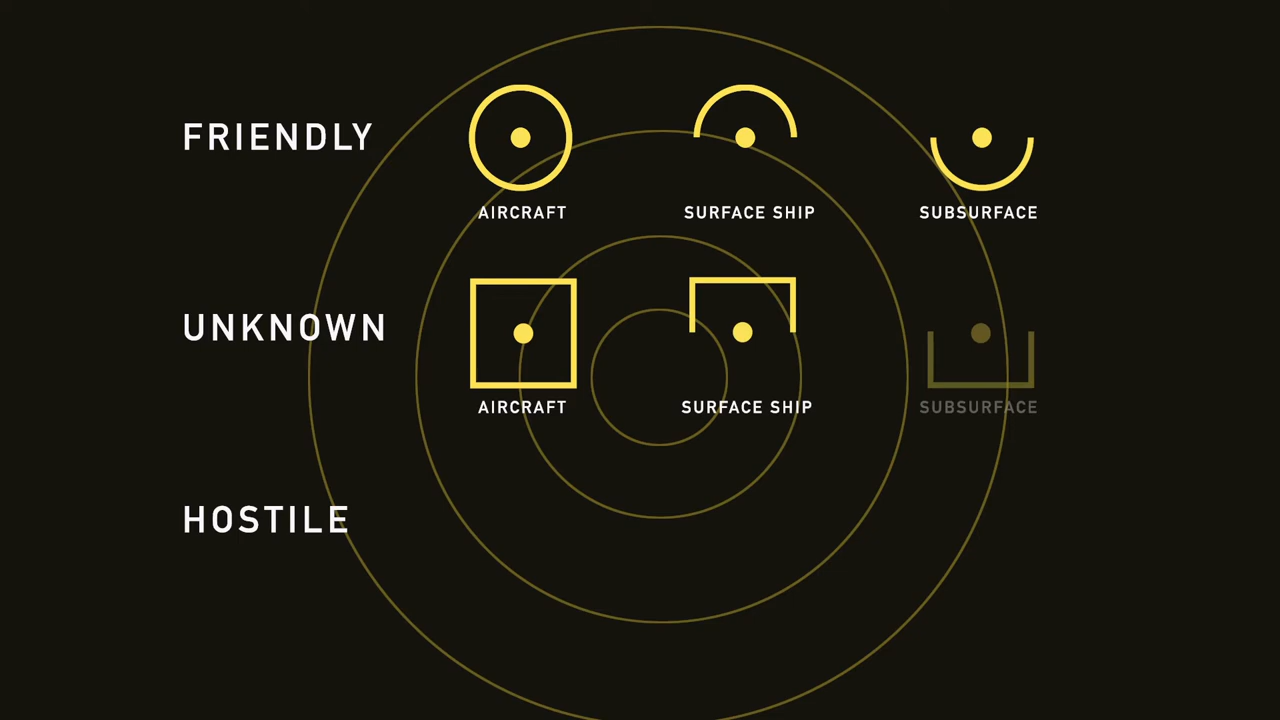 FRIENDLY
AIRCRAFT
SURFACE SHIP
SUBSURFACE
UNKNOWN
AIRCRAFT
SURFACE SHIP
SUBSURFACE
HOSTILE